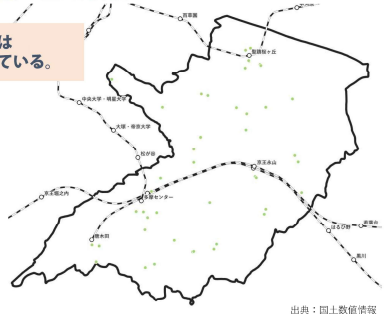 は
ている。
百草園
聖蹟桜ヶ丘
中央大学・明星大学
大塚・帝京大学
松が谷
京王永山
京王堀之内
多摩センター
唐木田
はるひ野
若葉台
黒川
出典：国土数値情報